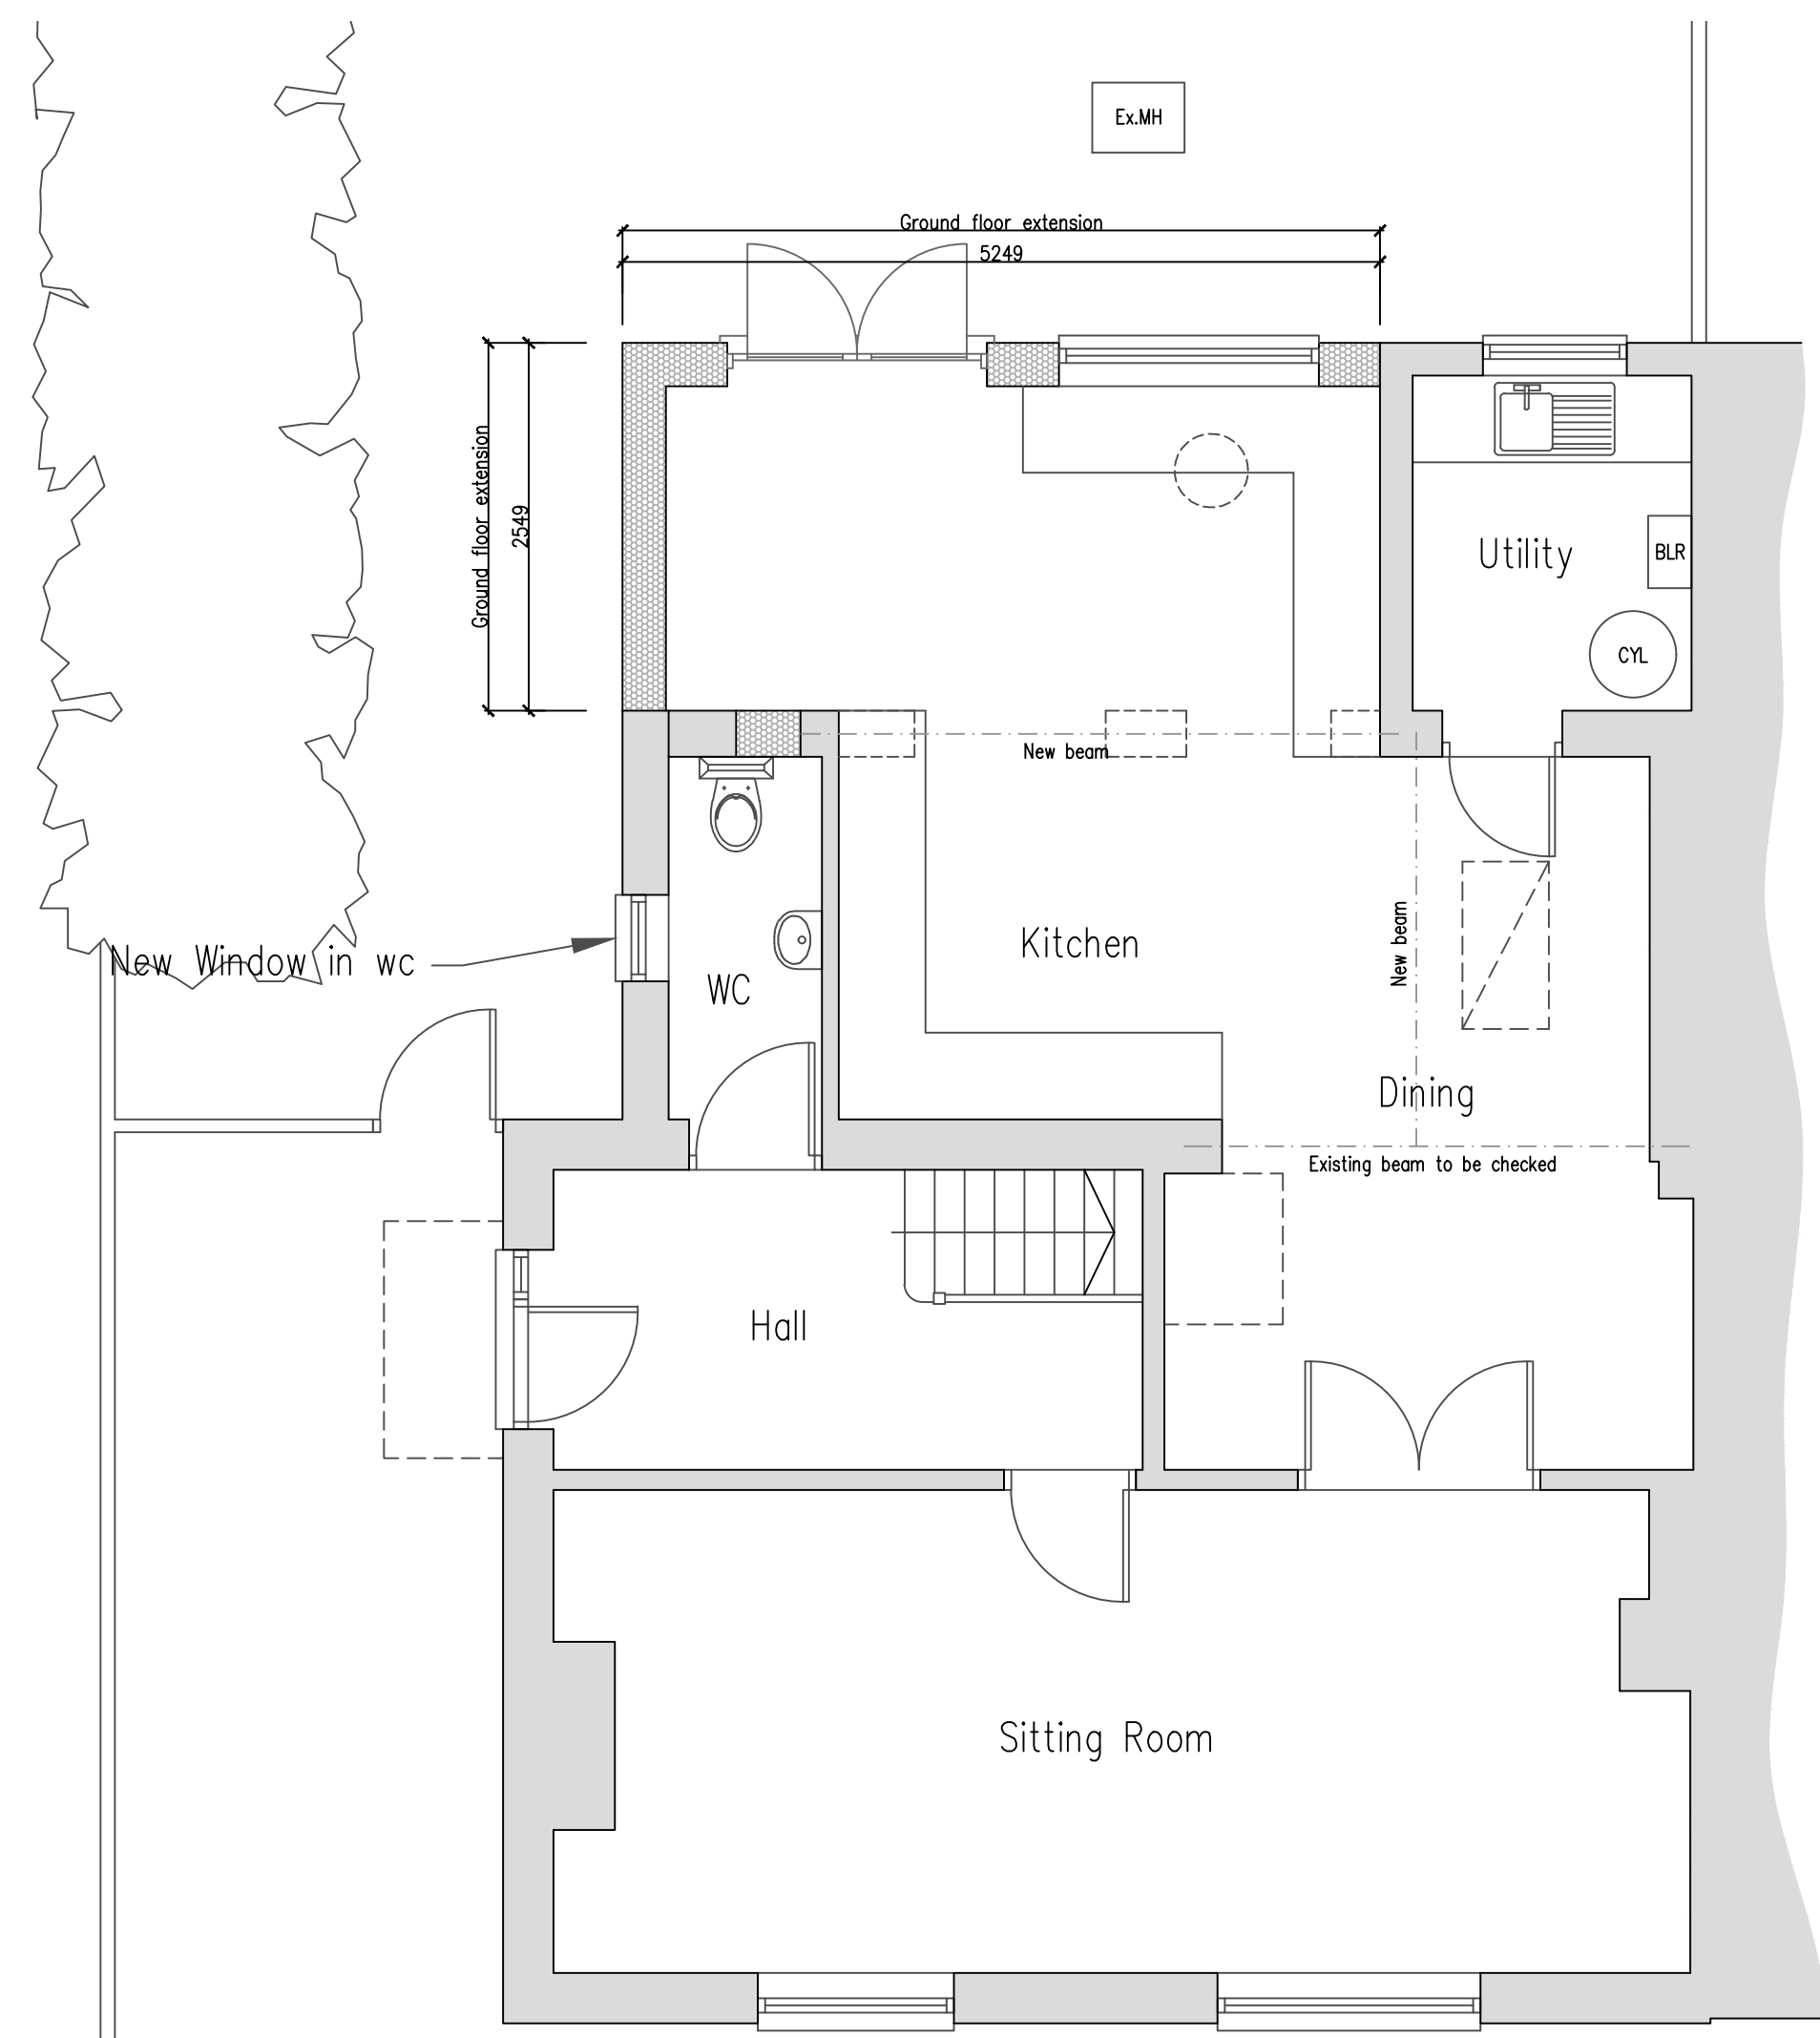 Ex.MH
Ground floor extension
5249
Ground floor extension
2549
Utility
BLR
CYL
New beam
Kitchen
New beam
New Window in wc
WC
Dining
Existing beam to be checked
Hall
Sitting Room